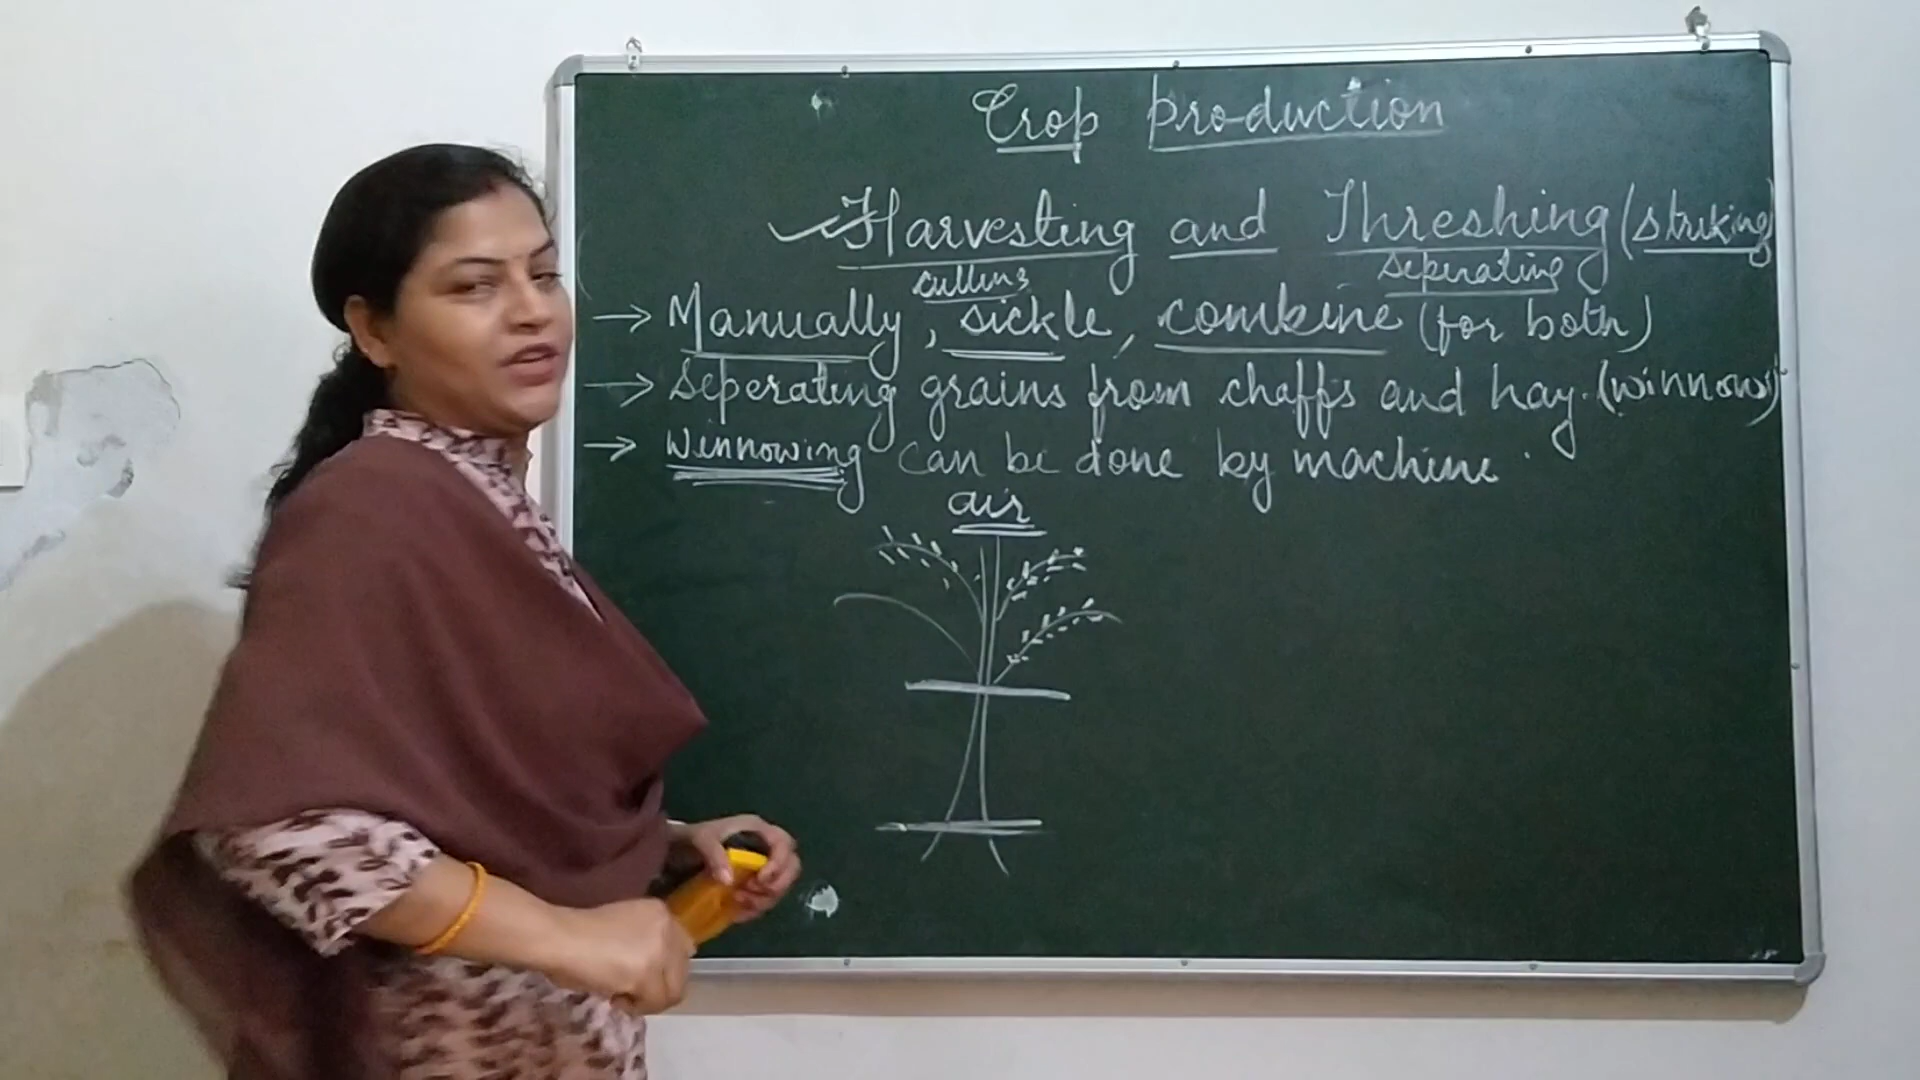 Crop production
Harvesting and Threshing (striking)
cutting seperating
→ Manually, sickle, combine (for both)
→ Seperating grains from chaffs and hay. (winnow)
→ winnowing can be done by machine.
air